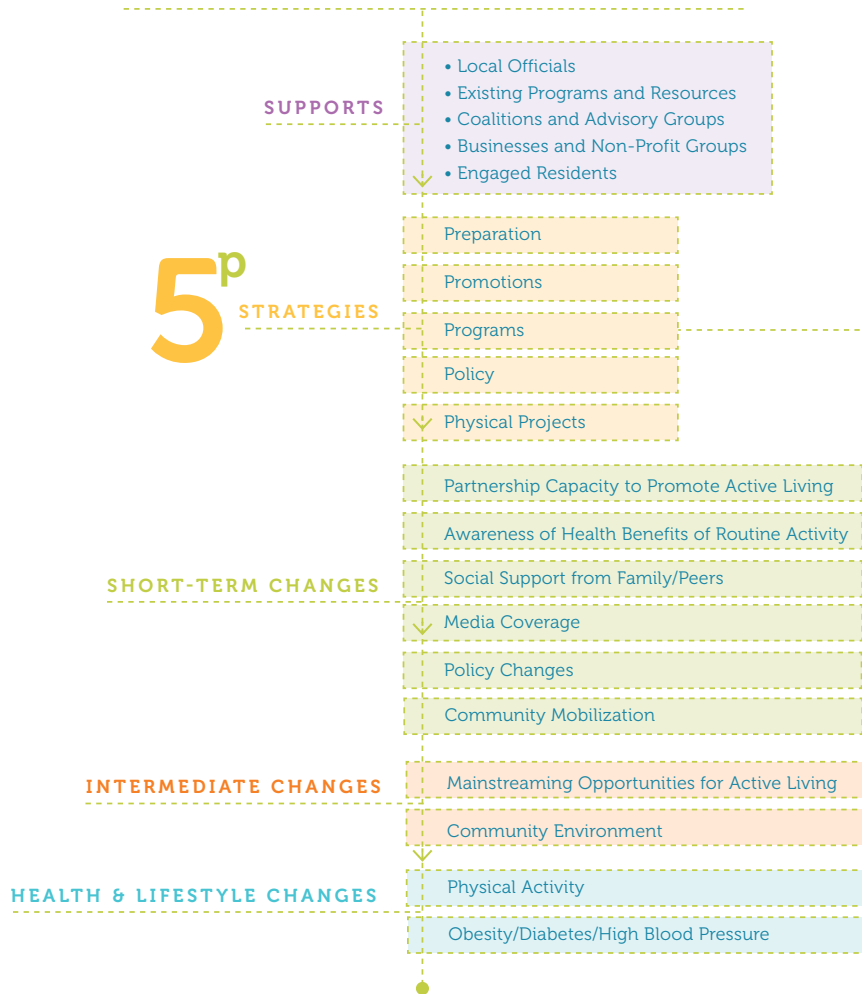 SUPPORTS
• Local Officials
• Existing Programs and Resources
• Coalitions and Advisory Groups
• Businesses and Non-Profit Groups
• Engaged Residents
5p STRATEGIES
Preparation
Promotions
Programs
Policy
Physical Projects
SHORT-TERM CHANGES
Partnership Capacity to Promote Active Living
Awareness of Health Benefits of Routine Activity
Social Support from Family/Peers
Media Coverage
Policy Changes
Community Mobilization
INTERMEDIATE CHANGES
Mainstreaming Opportunities for Active Living
Community Environment
HEALTH & LIFESTYLE CHANGES
Physical Activity
Obesity/Diabetes/High Blood Pressure